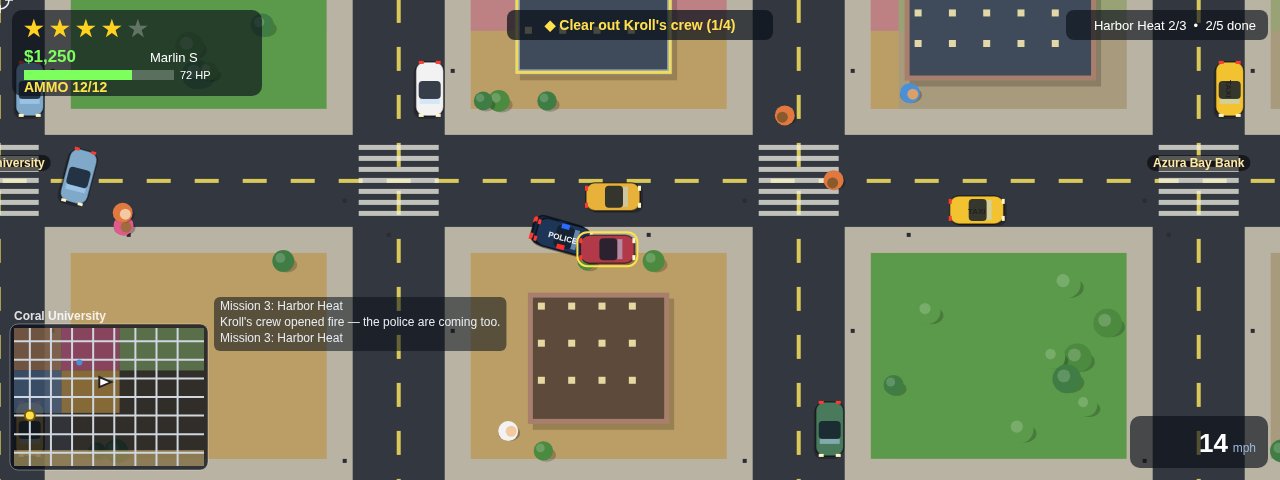 ◆ Clear out Kroll's crew (1/4)
Harbor Heat 2/3 • 2/5 done
$1,250
Marlin S
72 HP
AMMO 12/12
niversity
Azura Bay Bank
TAXI
POLICE
Mission 3: Harbor Heat
Kroll's crew opened fire — the police are coming too.
Mission 3: Harbor Heat
Coral University
14 mph